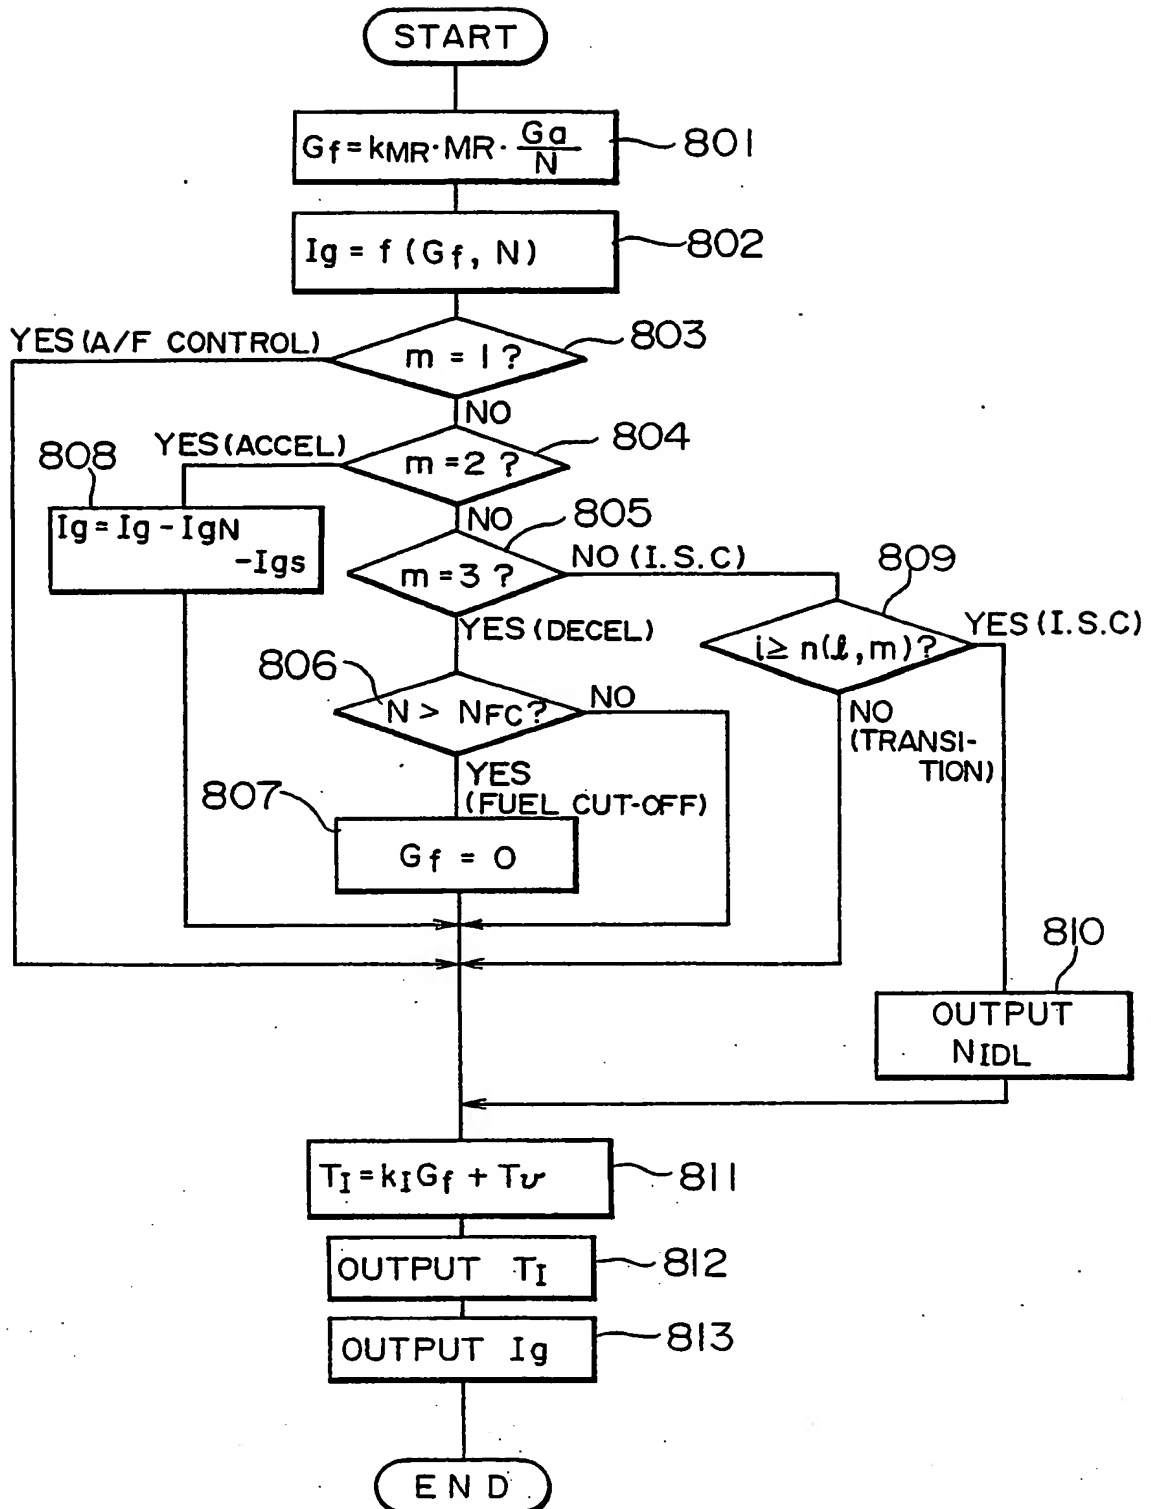 START
Gf = kMR · MR · Ga/N
801
Ig = f (Gf, N)
802
YES (A/F CONTROL)
m = 1 ?
803
NO
YES (ACCEL)
m = 2 ?
804
808
Ig = Ig - IgN
-Igs
NO
805
m = 3 ?
NO (I.S.C)
809
i ≥ n(l, m) ?
YES (I.S.C)
YES (DECEL)
806
N > NFC?
NO
NO
(TRANSI-
TION)
YES
(FUEL CUT-OFF)
807
Gf = 0
810
OUTPUT
NIDL
TI = kI Gf + Tv
811
OUTPUT TI
812
OUTPUT Ig
813
END